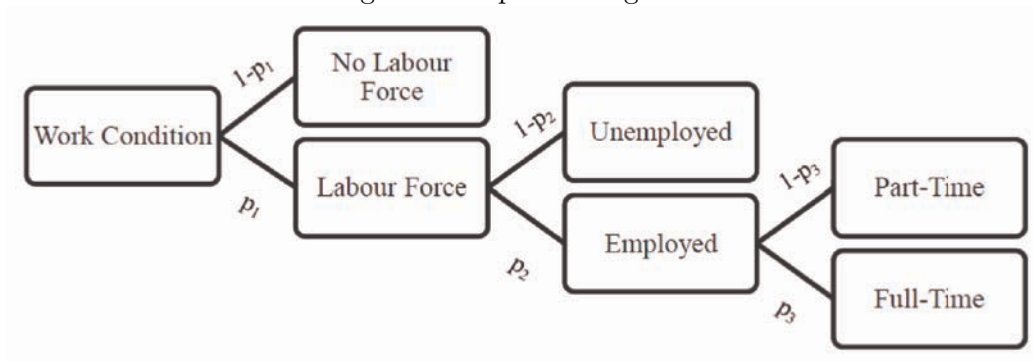 1-p₁
No Labour
Force
Work Condition
p₁
Labour Force
1-p₂
Unemployed
p₂
Employed
1-p₃
Part-Time
p₃
Full-Time